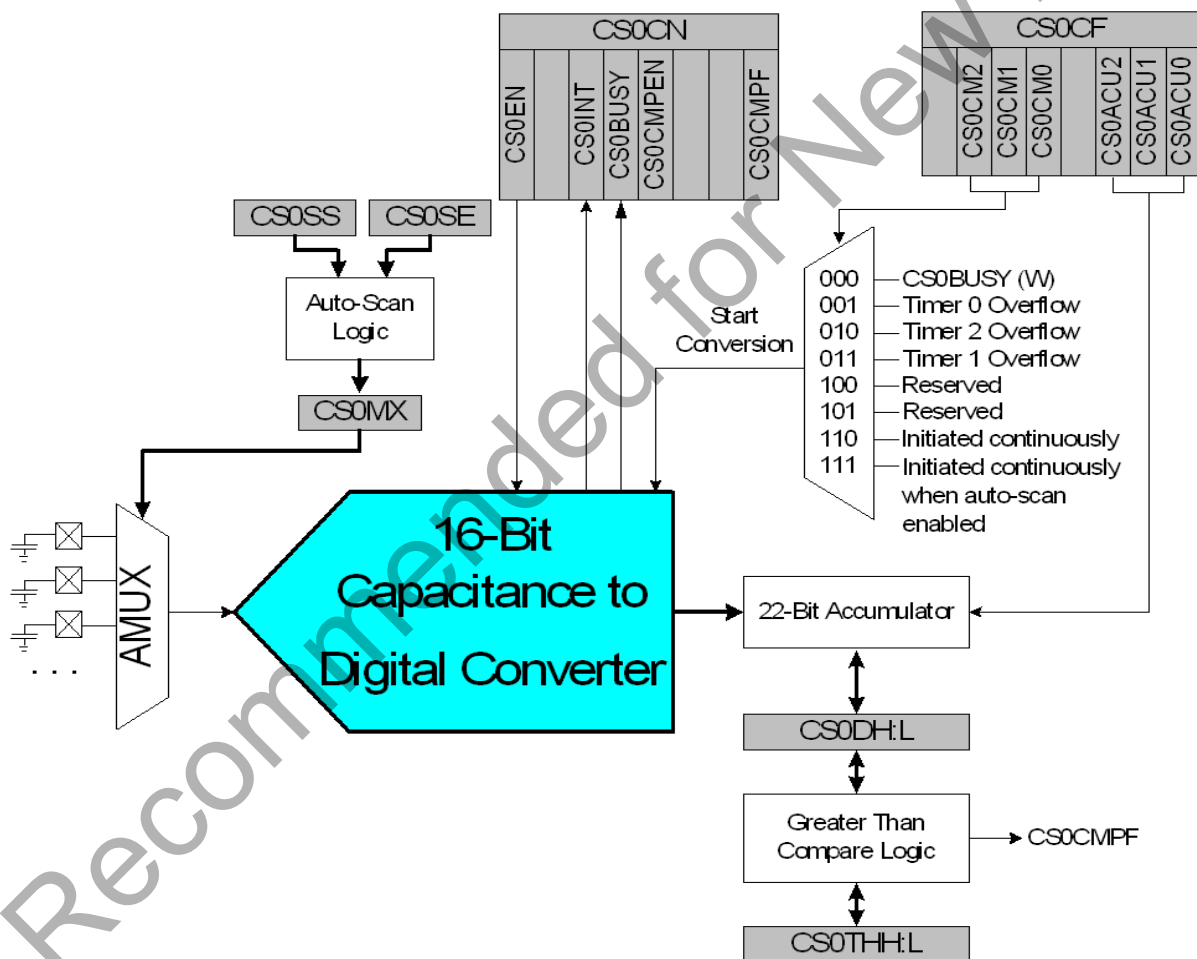 CS0CN
CS0EN
CS0INT
CS0BUSY
CS0CMPEN
CS0CMPF
CS0CF
CS0CM2
CS0CM1
CS0CM0
CS0ACU2
CS0ACU1
CS0ACU0
CS0SS
CS0SE
Auto-Scan
Logic
CS0MX
Start
Conversion
000 CS0BUSY (W)
001 Timer 0 Overflow
010 Timer 2 Overflow
011 Timer 1 Overflow
100 Reserved
101 Reserved
110 Initiated continuously
111 Initiated continuously
when auto-scan
enabled
AMUX
. . .
16-Bit
Capacitance to
Digital Converter
22-Bit Accumulator
CS0DH:L
Greater Than
Compare Logic
CS0CMPF
CS0THH:L
Recommended for New